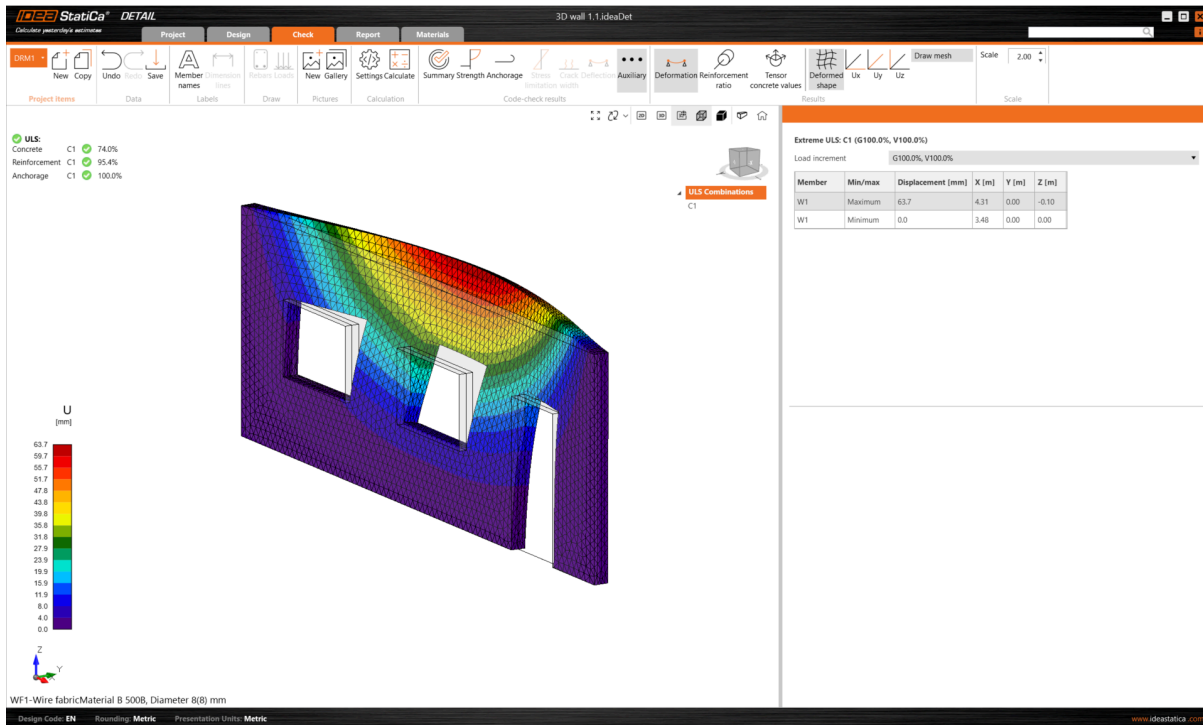 IDEA StatiCa® DETAIL
Calculate yesterday's estimates
3D wall 1.1.ideaDet
Project Design Check Report Materials
DRM1 New Copy Undo Redo Save Member names Dimension lines Rebars Loads New Gallery Settings Calculate Summary Strength Anchorage Stress limitation Crack width Deflection Auxiliary Deformation Reinforcement ratio Tensor concrete values Deformed shape Ux Uy Uz Draw mesh Scale 2.00
Project items Data Labels Draw Pictures Calculation Code-check results Results Scale
2D 3D
ULS:
Concrete C1 74.0%
Reinforcement C1 95.4%
Anchorage C1 100.0%
ULS Combinations
C1
Extreme ULS: C1 (G100.0%, V100.0%)
Load increment G100.0%, V100.0%
Member Min/max Displacement [mm] X [m] Y [m] Z [m]
W1 Maximum 63.7 4.31 0.00 -0.10
W1 Minimum 0.0 3.48 0.00 0.00
U
[mm]
63.7
59.7
55.7
51.7
47.8
43.8
39.8
35.8
31.8
27.9
23.9
19.9
15.9
11.9
8.0
4.0
0.0
Z
Y
WF1-Wire fabricMaterial B 500B, Diameter 8(8) mm
Design Code: EN Rounding: Metric Presentation Units: Metric
www.ideastatica.com